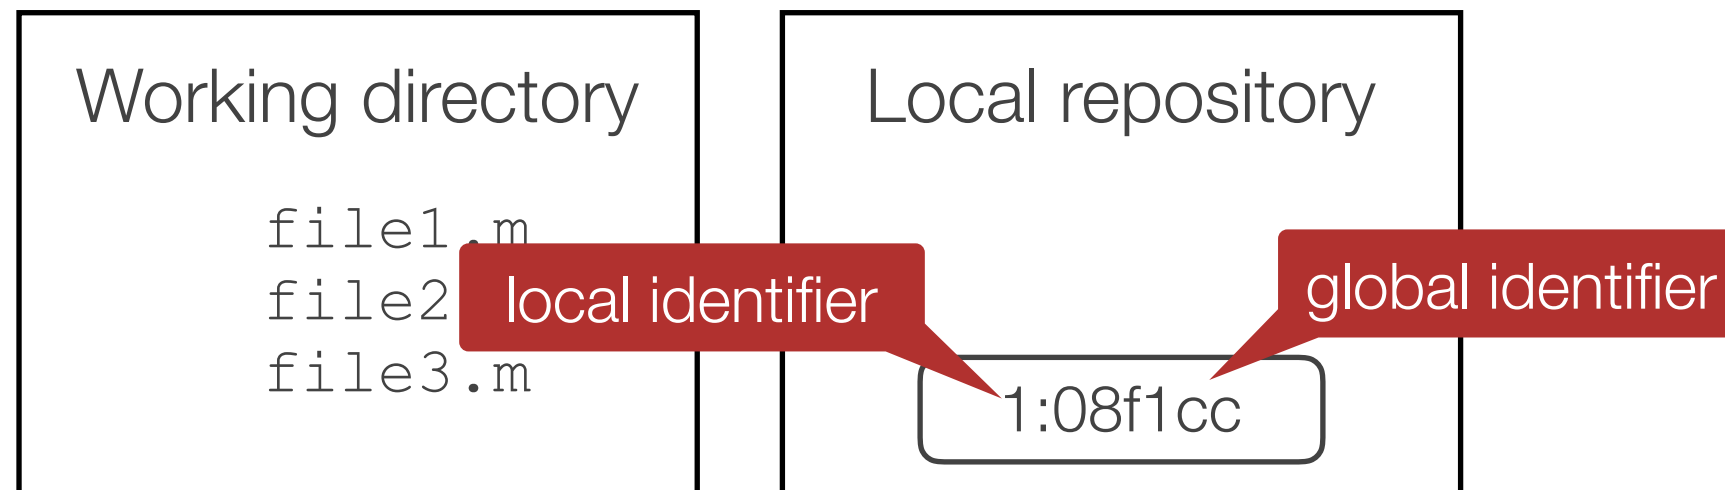 Working directory
file1.m
file2
file3.m
Local repository
local identifier
global identifier
1:08f1cc